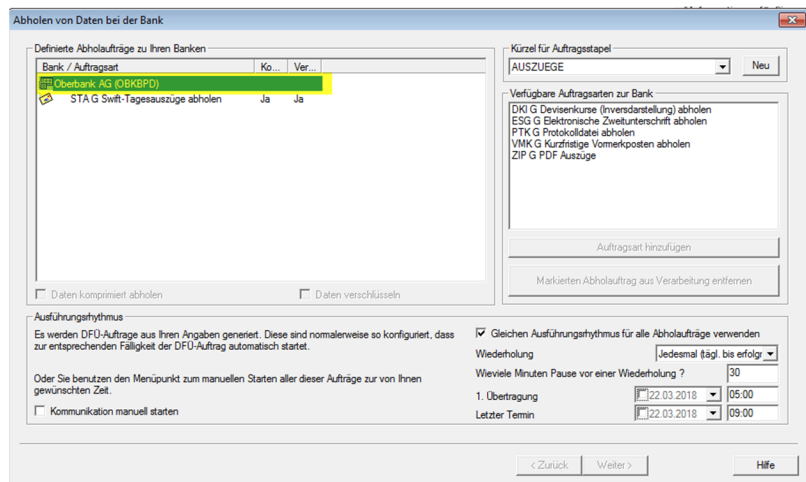 Abholen von Daten bei der Bank
Definierte Abholaufträge zu Ihren Banken
Bank / Auftragsart
Ko...
Ver...
Oberbank AG (OBKBPD)
STA G Swift-Tagesauszüge abholen
Ja
Ja
Daten komprimiert abholen
Daten verschlüsseln
Kürzel für Auftragsstapel
AUSZUEGE
Neu
Verfügbare Auftragsarten zur Bank
DKI G Devisenkurse (Inversdarstellung) abholen
ESG G Elektronische Zweitunterschrift abholen
PTK G Protokolldatei abholen
VMK G Kurzfristige Vormerkposten abholen
ZIP G PDF Auszüge
Auftragsart hinzufügen
Markierten Abholauftrag aus Verarbeitung entfernen
Ausführungsrhythmus
Es werden DFÜ-Auftrage aus Ihren Angaben generiert. Diese sind normalerweise so konfiguriert, dass
zur entsprechenden Fälligkeit der DFÜ-Auftrag automatisch startet.
Oder Sie benutzen den Menüpunkt zum manuellen Starten aller dieser Aufträge zur von Ihnen
gewünschten Zeit.
Kommunikation manuell starten
Gleichen Ausführungsrhythmus für alle Abholaufträge verwenden
Wiederholung
Jedesmal (tägl. bis erfolgr
Wieviele Minuten Pause vor einer Wiederholung ?
30
1. Übertragung
22.03.2018
05:00
Letzter Termin
22.03.2018
09:00
< Zurück
Weiter >
Hilfe